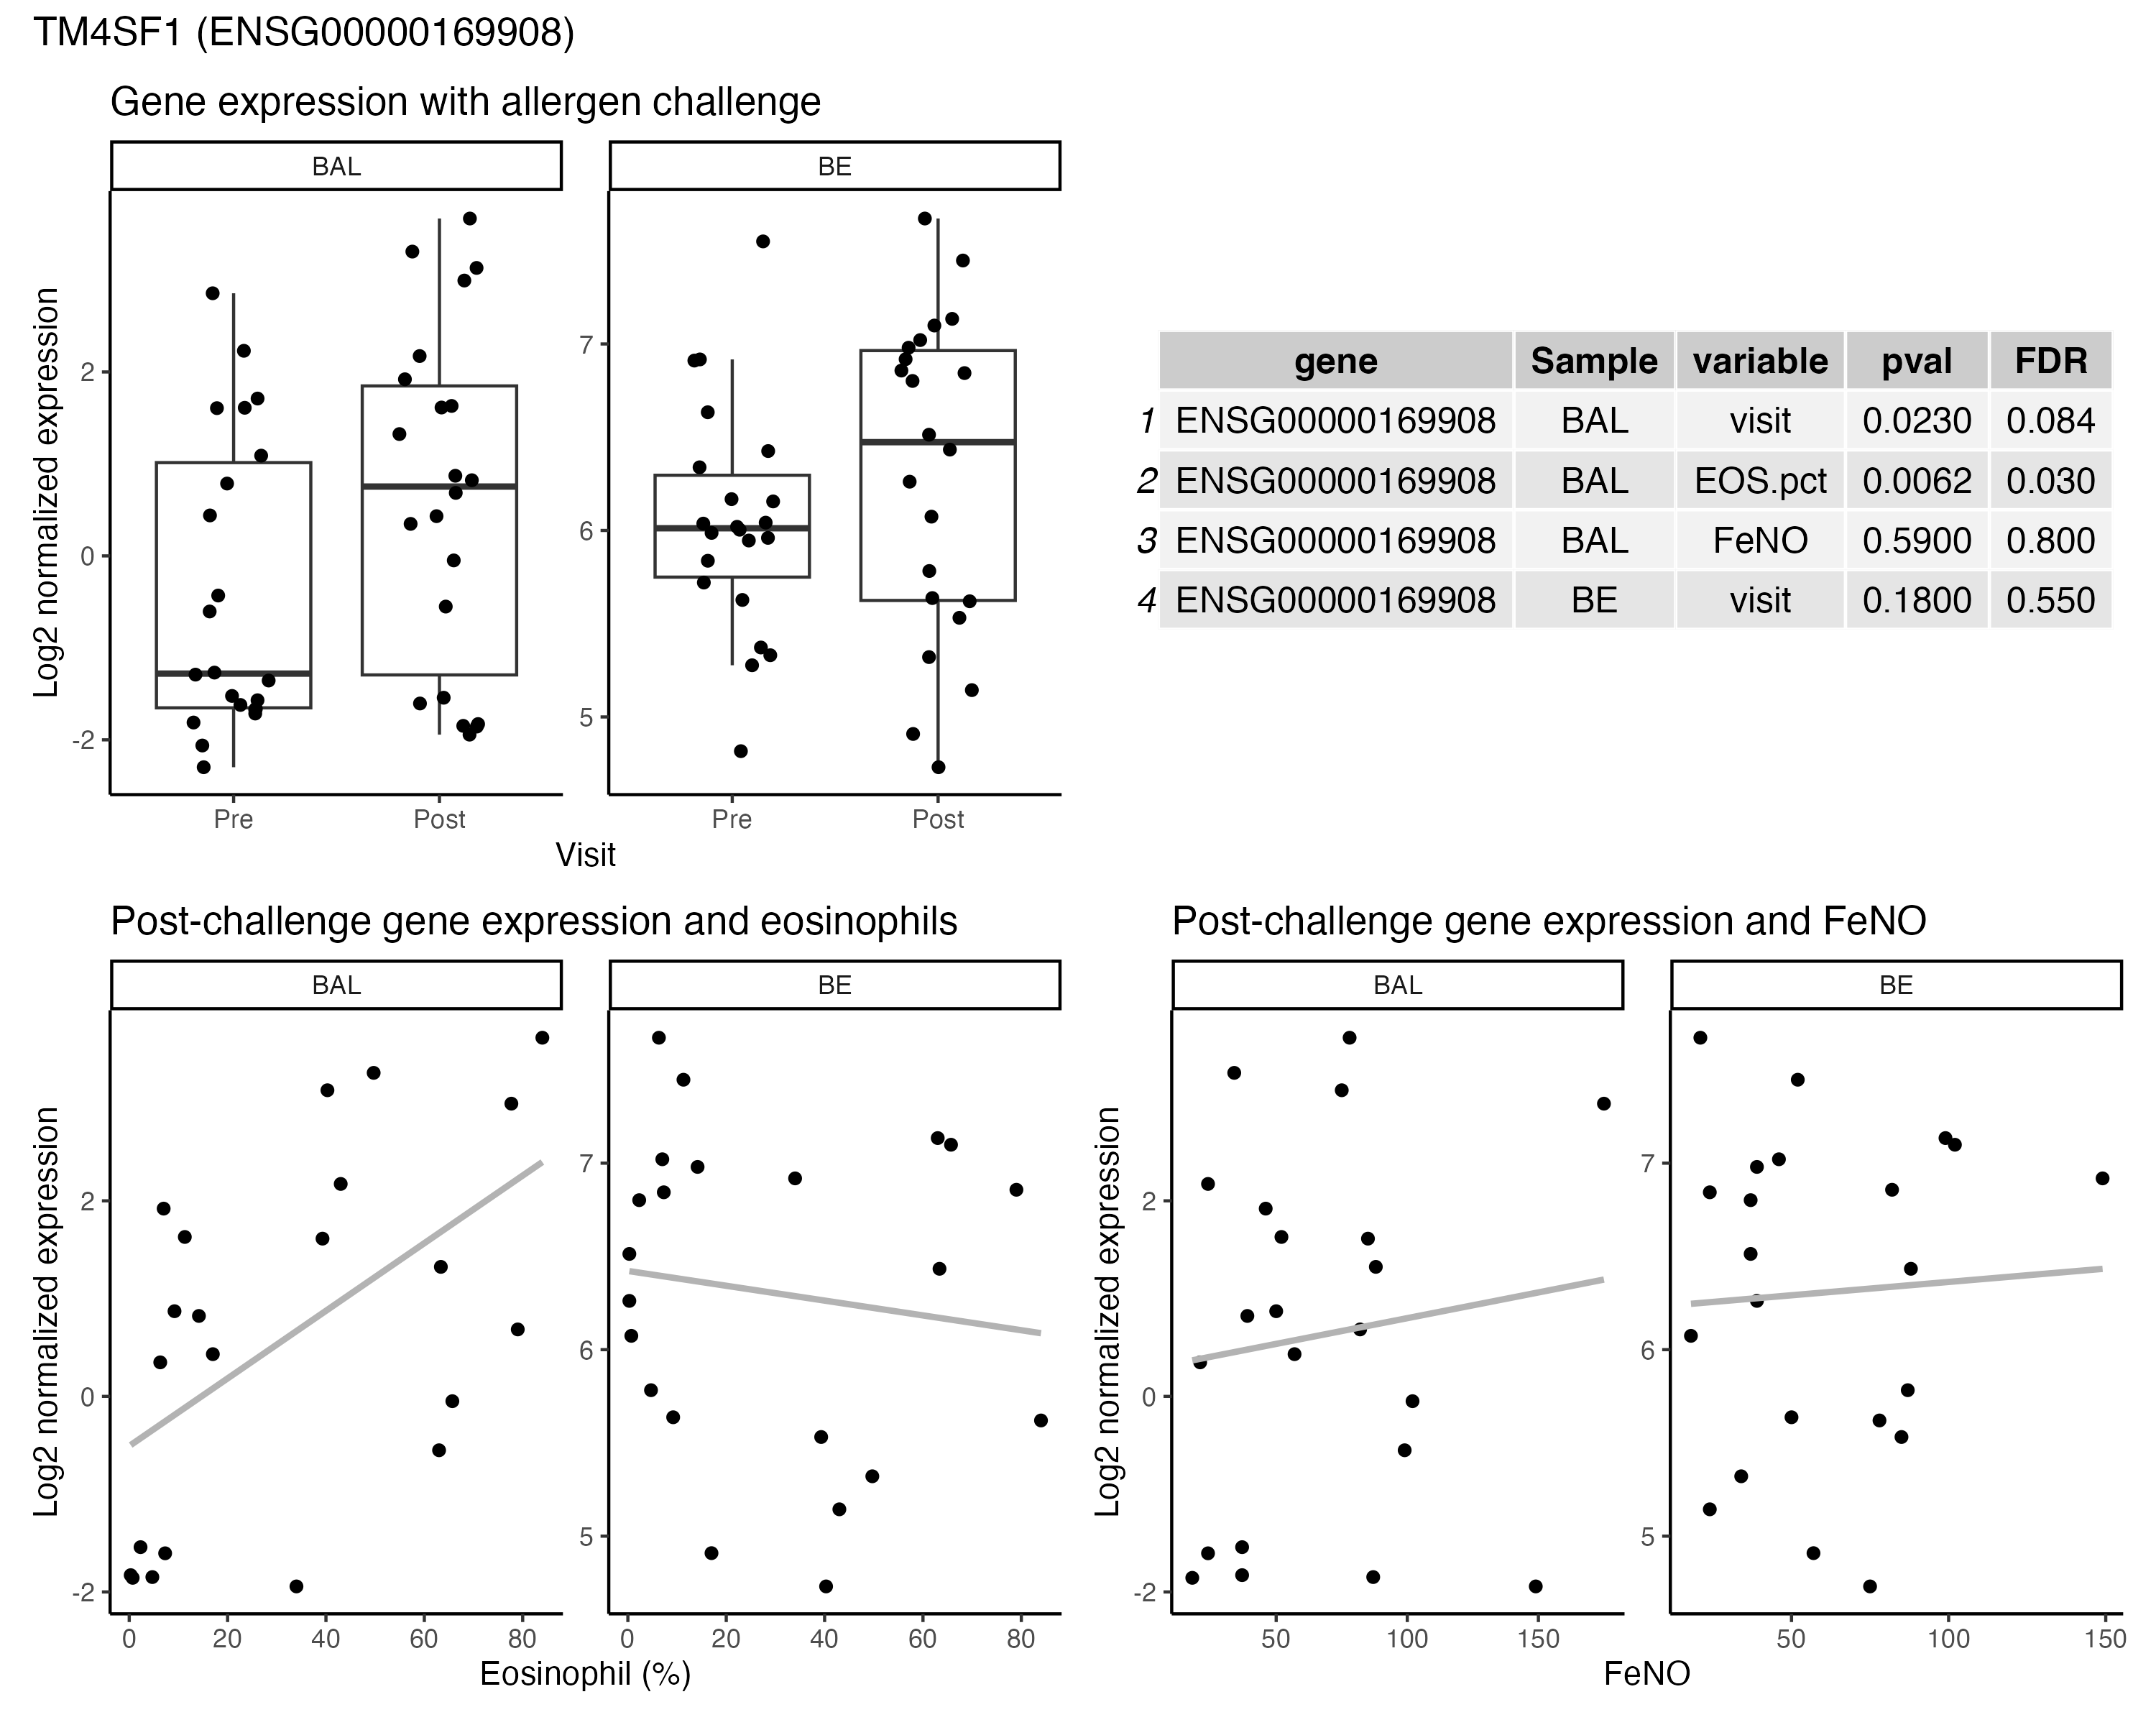 TM4SF1 (ENSG00000169908)
Gene expression with allergen challenge
BAL BE
Log2 normalized expression
2
0
-2
7
6
5
Pre Post Pre Post
Visit
gene Sample variable pval FDR
1 ENSG00000169908 BAL visit 0.0230 0.084
2 ENSG00000169908 BAL EOS.pct 0.0062 0.030
3 ENSG00000169908 BAL FeNO 0.5900 0.800
4 ENSG00000169908 BE visit 0.1800 0.550
Post-challenge gene expression and eosinophils
BAL BE
Log2 normalized expression
2
0
-2
7
6
5
0 20 40 60 80 0 20 40 60 80
Eosinophil (%)
Post-challenge gene expression and FeNO
BAL BE
Log2 normalized expression
2
0
-2
7
6
5
50 100 150 50 100 150
FeNO